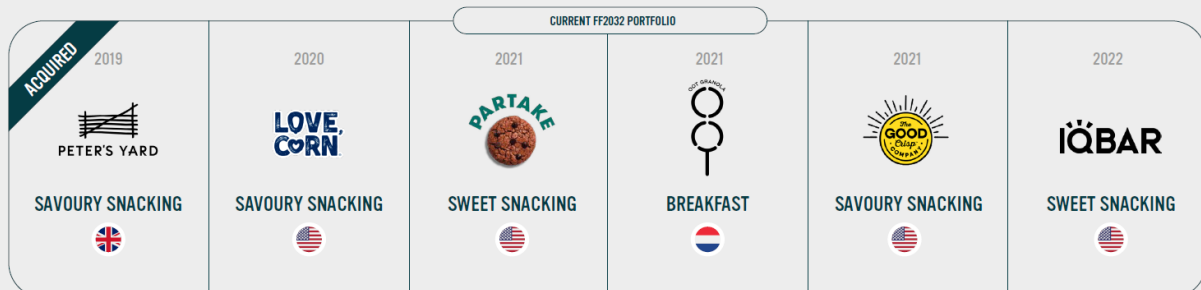 CURRENT FF2032 PORTFOLIO
ACQUIRED
2019
PETER'S YARD
SAVOURY SNACKING
2020
LOVE,
CORN.
SAVOURY SNACKING
2021
PARTAKE
SWEET SNACKING
2021
OOT GRANOLA
OOT
BREAKFAST
2021
The
GOOD
Crisp
COMPANY
SAVOURY SNACKING
2022
IQBAR
SWEET SNACKING